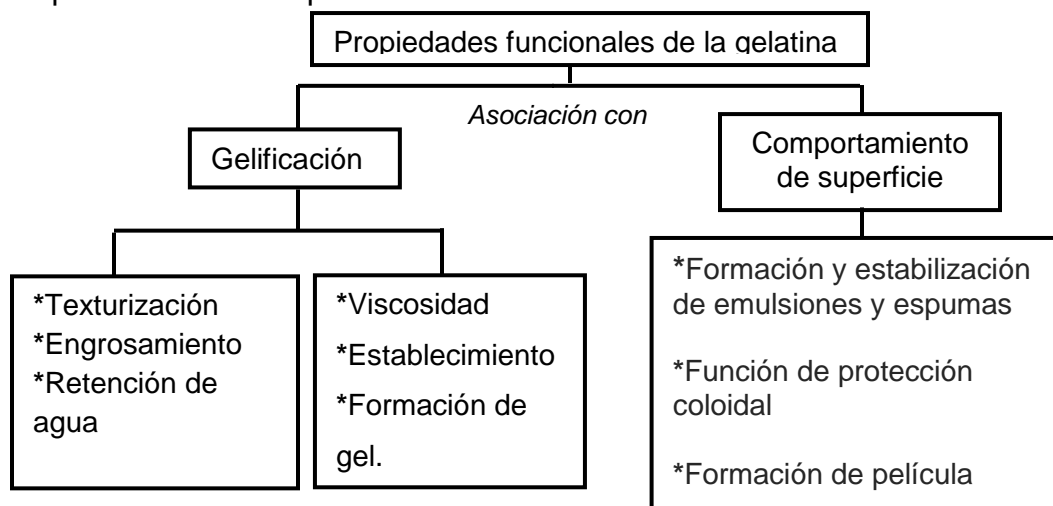 Propiedades funcionales de la gelatina
Asociación con
Gelificación
Comportamiento
de superficie
*Texturización
*Engrosamiento
*Retención de
agua
*Viscosidad
*Establecimiento
*Formación de
gel.
*Formación y estabilización
de emulsiones y espumas
*Función de protección
coloidal
*Formación de película